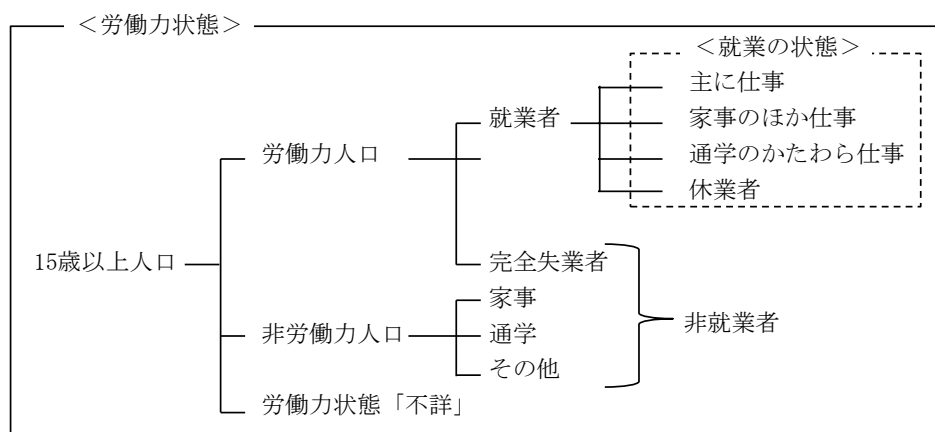 ＜労働力状態＞
＜就業の状態＞
主に仕事
就業者
家事のほか仕事
労働力人口
通学のかたわら仕事
休業者
15歳以上人口
完全失業者
家事
非就業者
非労働力人口
通学
その他
労働力状態「不詳」